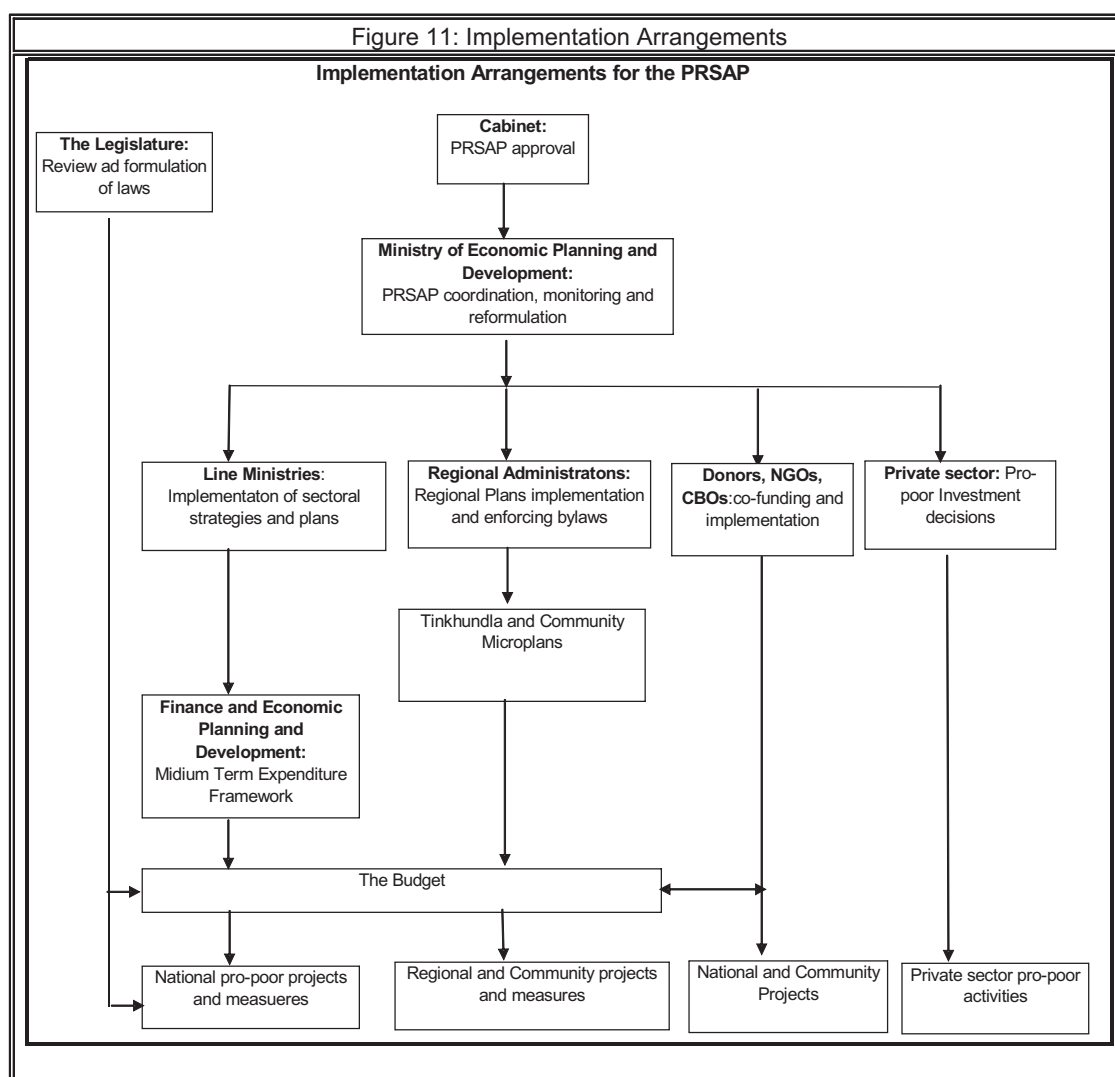 Figure 11: Implementation Arrangements
Implementation Arrangements for the PRSAP
The Legislature:
Review ad formulation
of laws
Cabinet:
PRSAP approval
Ministry of Economic Planning and
Development:
PRSAP coordination, monitoring and
reformulation
Line Ministries:
Implementaton of sectoral
strategies and plans
Regional Administratons:
Regional Plans implementation
and enforcing bylaws
Donors, NGOs,
CBOs:co-funding and
implementation
Private sector: Pro-
poor Investment
decisions
Tinkhundla and Community
Microplans
Finance and Economic
Planning and
Development:
Midium Term Expenditure
Framework
The Budget
National pro-poor projects
and measueres
Regional and Community projects
and measures
National and Community
Projects
Private sector pro-poor
activities